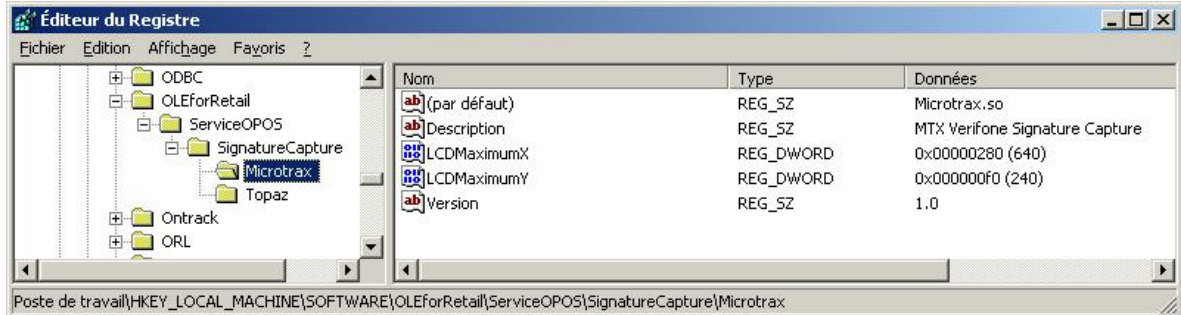 Éditeur du Registre
Fichier Edition Affichage Favoris ?
ODBC
OLEforRetail
ServiceOPOS
SignatureCapture
Microtrax
Topaz
Ontrack
ORL
Nom Type Données
(par défaut) REG_SZ Microtrax.so
Description REG_SZ MTX Verifone Signature Capture
LCDMaximumX REG_DWORD 0x00000280 (640)
LCDMaximumY REG_DWORD 0x000000f0 (240)
Version REG_SZ 1.0
Poste de travail\HKEY_LOCAL_MACHINE\SOFTWARE\OLEforRetail\ServiceOPOS\SignatureCapture\Microtrax